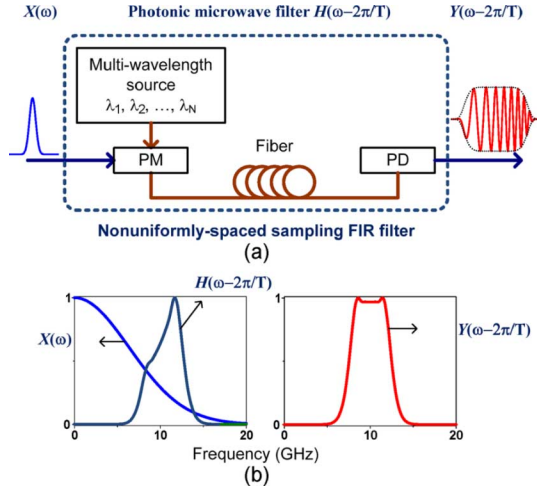 X(ω)
Photonic microwave filter H(ω−2π/T)
Y(ω−2π/T)
Multi-wavelength
source
λ1, λ2, …, λN
Fiber
PM
PD
Nonuniformly-spaced sampling FIR filter
(a)
H(ω−2π/T)
1
1
X(ω)
Y(ω−2π/T)
0
0
0
10
20
0
10
20
Frequency (GHz)
(b)